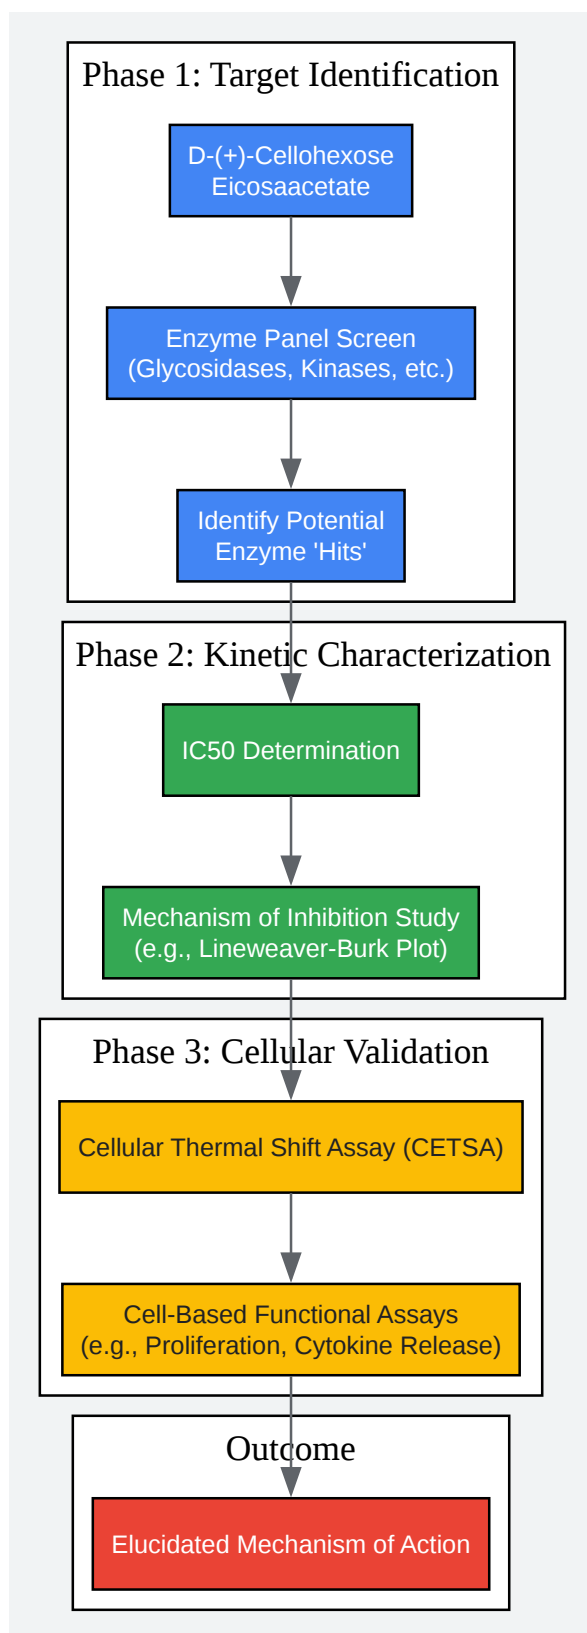 Phase 1: Target Identification
D-(+)-Cellohexose
Eicosaacetate
Enzyme Panel Screen
(Glycosidases, Kinases, etc.)
Identify Potential
Enzyme 'Hits'
Phase 2: Kinetic Characterization
IC50 Determination
Mechanism of Inhibition Study
(e.g., Lineweaver-Burk Plot)
Phase 3: Cellular Validation
Cellular Thermal Shift Assay (CETSA)
Cell-Based Functional Assays
(e.g., Proliferation, Cytokine Release)
Outcome
Elucidated Mechanism of Action